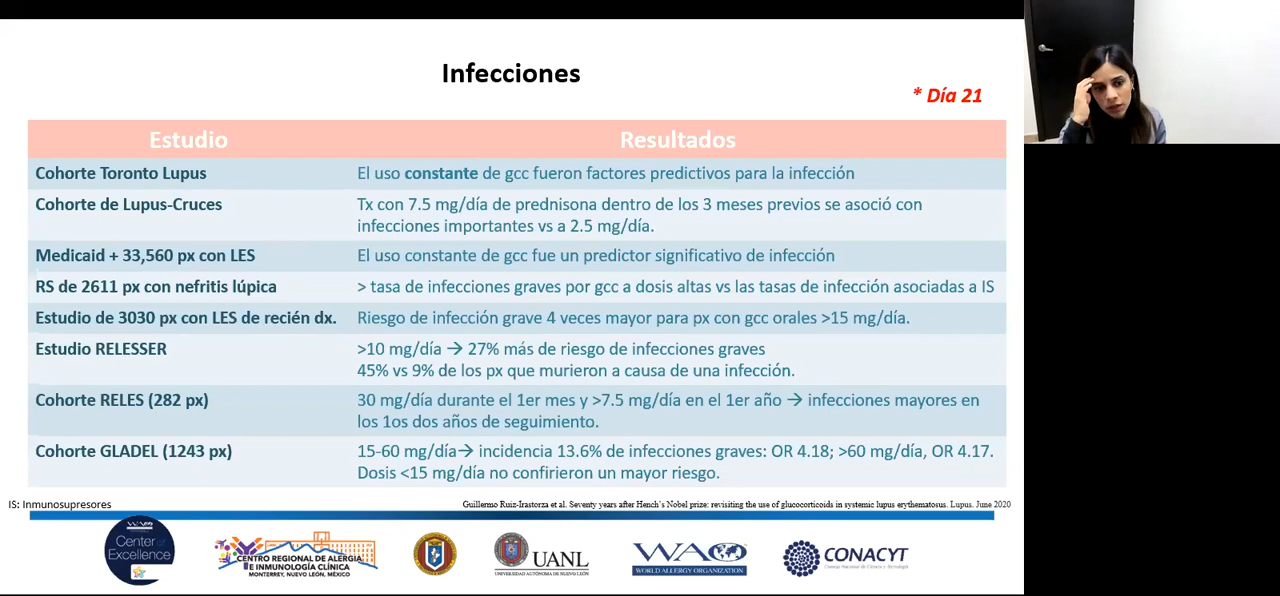 Infecciones
* Día 21
Estudio Resultados
Cohorte Toronto Lupus El uso constante de gcc fueron factores predictivos para la infección
Cohorte de Lupus-Cruces Tx con 7.5 mg/día de prednisona dentro de los 3 meses previos se asoció con
infecciones importantes vs a 2.5 mg/día.
Medicaid + 33,560 px con LES El uso constante de gcc fue un predictor significativo de infección
RS de 2611 px con nefritis lúpica > tasa de infecciones graves por gcc a dosis altas vs las tasas de infección asociadas a IS
Estudio de 3030 px con LES de recién dx. Riesgo de infección grave 4 veces mayor para px con gcc orales >15 mg/día.
Estudio RELESSER >10 mg/día → 27% más de riesgo de infecciones graves
45% vs 9% de los px que murieron a causa de una infección.
Cohorte RELES (282 px) 30 mg/día durante el 1er mes y >7.5 mg/día en el 1er año → infecciones mayores en
los 1os dos años de seguimiento.
Cohorte GLADEL (1243 px) 15-60 mg/día→ incidencia 13.6% de infecciones graves: OR 4.18; >60 mg/día, OR 4.17.
Dosis <15 mg/día no confirieron un mayor riesgo.
IS: Inmunosupresores
Guillermo Ruiz-Irastorza et al. Seventy years after Hench's Nobel prize: revisiting the use of glucocorticoids in systemic lupus erythematosus. Lupus. June 2020
Center of
Excellence
CENTRO REGIONAL DE ALERGIA
E INMUNOLOGÍA CLÍNICA
MONTERREY, NUEVO LEÓN, MÉXICO
UANL
UNIVERSIDAD AUTÓNOMA DE NUEVO LEÓN
WAO
WORLD ALLERGY ORGANIZATION
CONACYT
Consejo Nacional de Ciencia y Tecnología